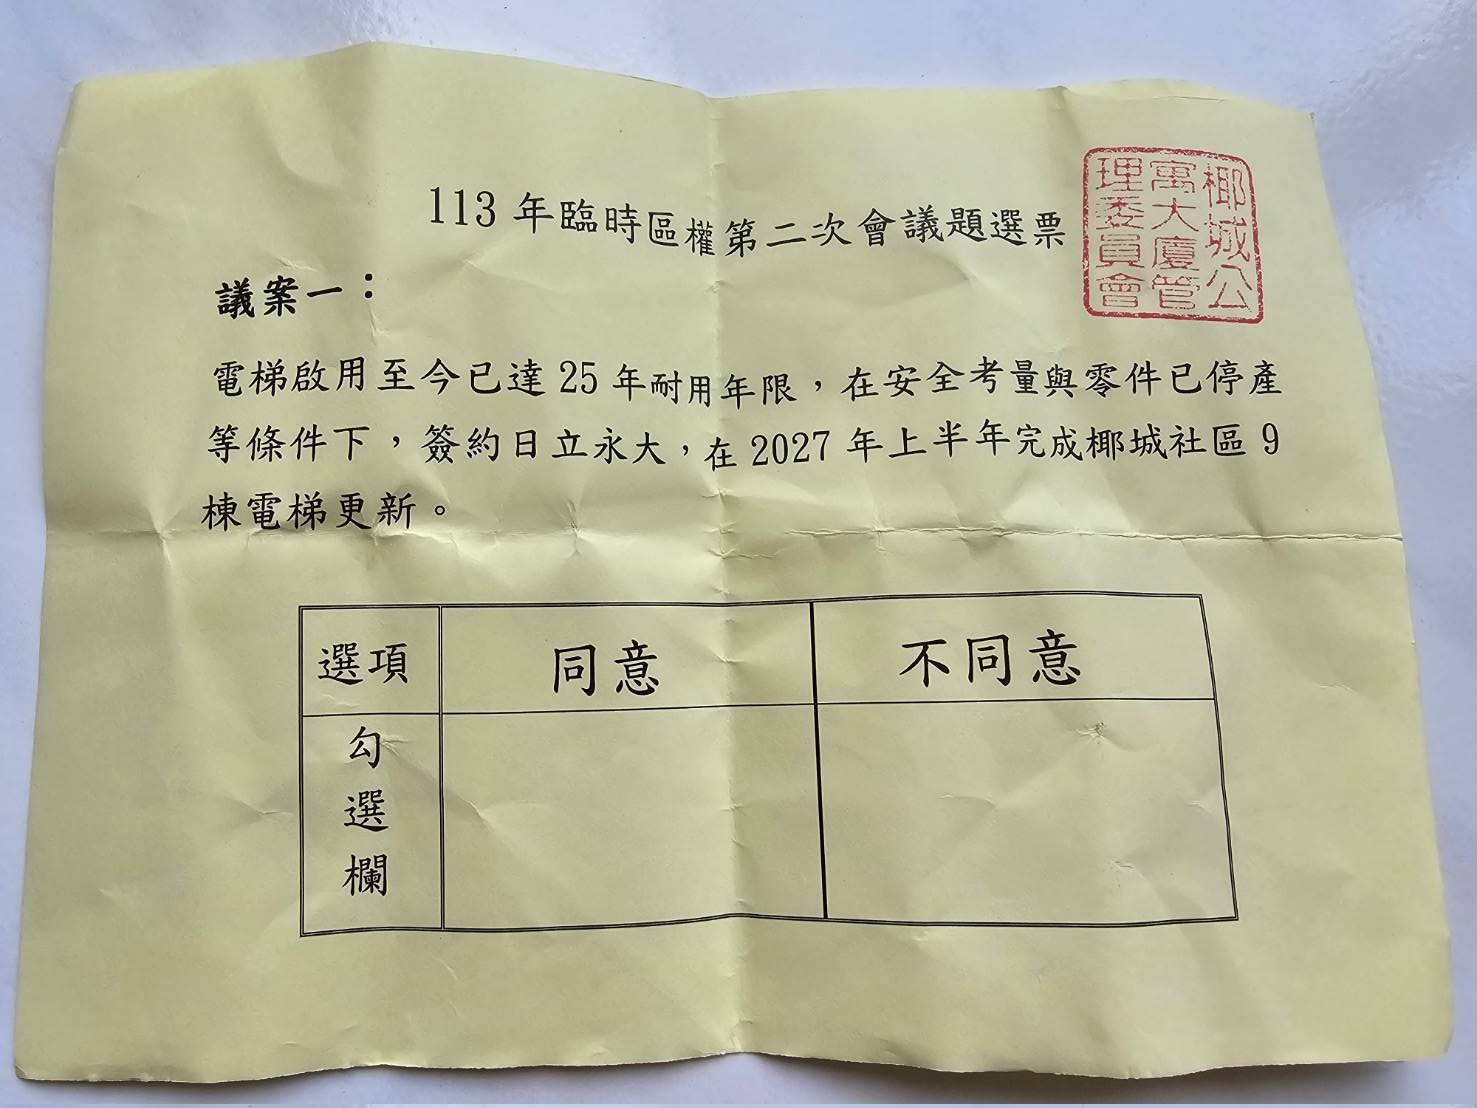 113 年臨時區權第二次會議題選票
椰城公
寓大廈管
理委員會
議案一：
電梯啟用至今已達 25 年耐用年限，在安全考量與零件已停產
等條件下，簽約日立永大，在 2027 年上半年完成椰城社區 9
棟電梯更新。
選項 同意 不同意
勾
選
欄